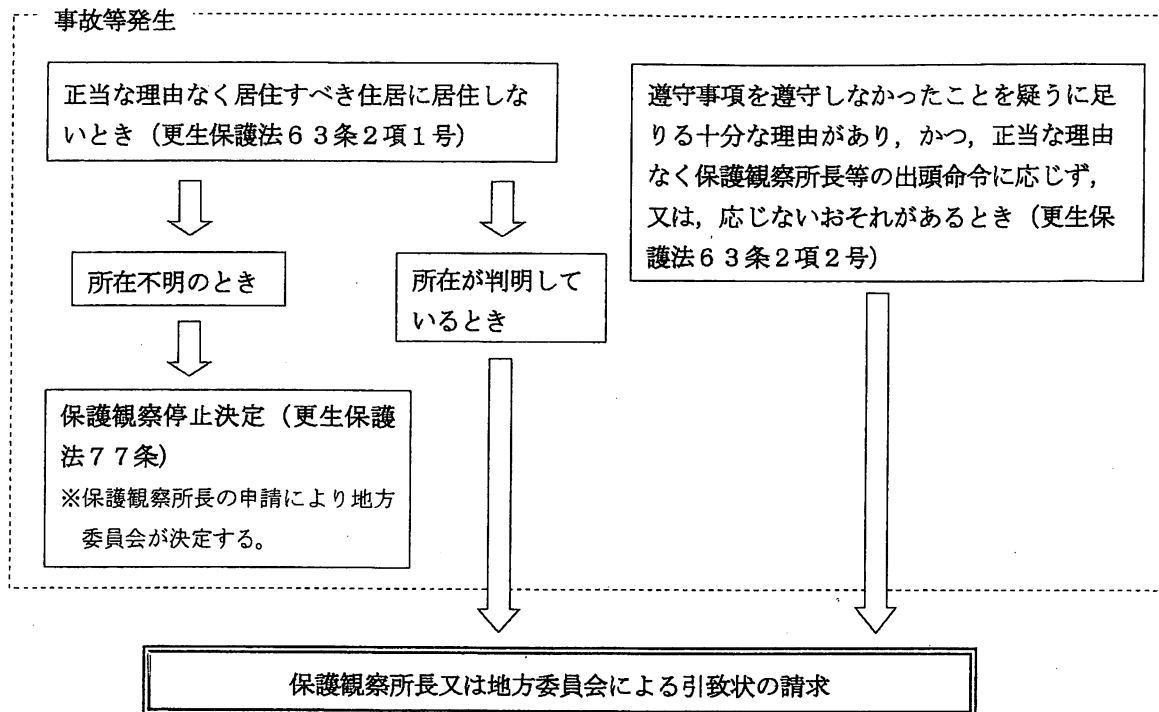 事故等発生
正当な理由なく居住すべき住居に居住しな
いとき（更生保護法６３条２項１号）
遵守事項を遵守しなかったことを疑うに足
りる十分な理由があり，かつ，正当な理由
なく保護観察所長等の出頭命令に応じず，
又は，応じないおそれがあるとき（更生保
護法６３条２項２号）
所在不明のとき
所在が判明して
いるとき
保護観察停止決定（更生保護
法７７条）
※保護観察所長の申請により地方
委員会が決定する。
保護観察所長又は地方委員会による引致状の請求